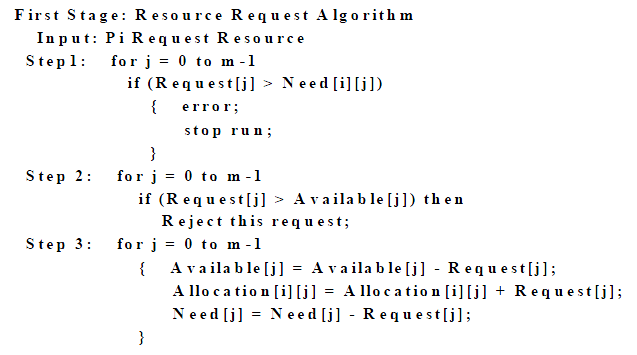 First Stage: Resource Request Algorithm
Input: Pi Request Resource
Step1: for j = 0 to m-1
if (Request[j] > Need[i][j])
{ error;
stop run;
}
Step 2: for j = 0 to m-1
if (Request[j] > Available[j]) then
Reject this request;
Step 3: for j = 0 to m-1
{ Available[j] = Available[j] - Request[j];
Allocation[i][j] = Allocation[i][j] + Request[j];
Need[j] = Need[j] - Request[j];
}